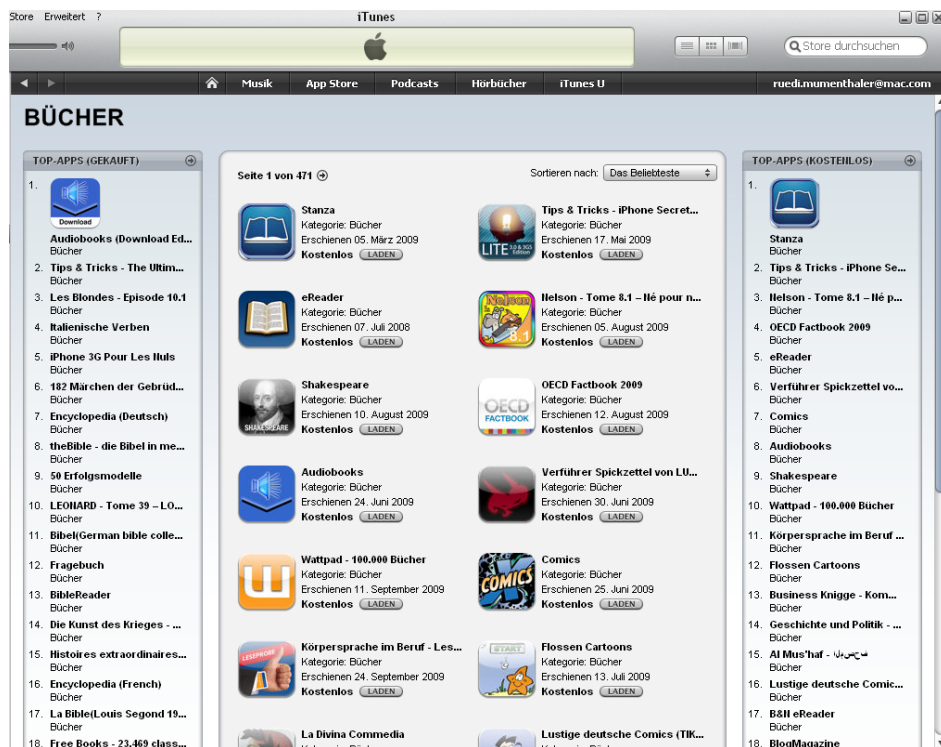 Store Erweitert ?
iTunes
Store durchsuchen
Musik App Store Podcasts Hörbücher iTunes U
ruedi.mumenthaler@mac.com
BÜCHER
TOP-APPS (GEKAUFT)
1.
Download
Audiobooks (Download Ed...
Bücher
2. Tips & Tricks - The Ultim...
Bücher
3. Les Blondes - Episode 10.1
Bücher
4. Italienische Verben
Bücher
5. iPhone 3G Pour Les Nuls
Bücher
6. 182 Märchen der Gebrüd...
Bücher
7. Encyclopedia (Deutsch)
Bücher
8. theBible - die Bibel in me...
Bücher
9. 50 Erfolgsmodelle
Bücher
10. LEONARD - Tome 39 – LO...
Bücher
11. Bibel(German bible colle...
Bücher
12. Fragebuch
Bücher
13. BibleReader
Bücher
14. Die Kunst des Krieges - ...
Bücher
15. Histoires extraordinaires...
Bücher
16. Encyclopedia (French)
Bücher
17. La Bible(Louis Segond 19...
Bücher
18. Free Books - 23,469 class...
Seite 1 von 471
Sortieren nach: Das Beliebteste
Stanza
Kategorie: Bücher
Erschienen 05. März 2009
Kostenlos LADEN
LITE 3.0 & 3GS Edition
Tips & Tricks - iPhone Secret...
Kategorie: Bücher
Erschienen 17. Mai 2009
Kostenlos LADEN
eReader
Kategorie: Bücher
Erschienen 07. Juli 2008
Kostenlos LADEN
Nelson
8.1
Nelson - Tome 8.1 – Né pour n...
Kategorie: Bücher
Erschienen 05. August 2009
Kostenlos LADEN
SHAKESPEARE
Shakespeare
Kategorie: Bücher
Erschienen 10. August 2009
Kostenlos LADEN
OECD
FACTBOOK
OECD Factbook 2009
Kategorie: Bücher
Erschienen 12. August 2009
Kostenlos LADEN
Audiobooks
Kategorie: Bücher
Erschienen 24. Juni 2009
Kostenlos LADEN
Verführer Spickzettel von LU...
Kategorie: Bücher
Erschienen 30. Juni 2009
Kostenlos LADEN
Wattpad - 100.000 Bücher
Kategorie: Bücher
Erschienen 11. September 2009
Kostenlos LADEN
COMICS
Comics
Kategorie: Bücher
Erschienen 25. Juni 2009
Kostenlos LADEN
LESEPROBE
Körpersprache im Beruf - Les...
Kategorie: Bücher
Erschienen 24. September 2009
Kostenlos LADEN
START
Flossen Cartoons
Kategorie: Bücher
Erschienen 13. Juli 2009
Kostenlos LADEN
La Divina Commedia
Lustige deutsche Comics (TIK...
TOP-APPS (KOSTENLOS)
1.
Stanza
Bücher
2. Tips & Tricks - iPhone Se...
Bücher
3. Nelson - Tome 8.1 – Né p...
Bücher
4. OECD Factbook 2009
Bücher
5. eReader
Bücher
6. Verführer Spickzettel vo...
Bücher
7. Comics
Bücher
8. Audiobooks
Bücher
9. Shakespeare
Bücher
10. Wattpad - 100.000 Bücher
Bücher
11. Körpersprache im Beruf ...
Bücher
12. Flossen Cartoons
Bücher
13. Business Knigge - Kom...
Bücher
14. Geschichte und Politik - ...
Bücher
15. Al Mus'haf -
Bücher
16. Lustige deutsche Comic...
Bücher
17. B&N eReader
Bücher
18. BlogMagazine